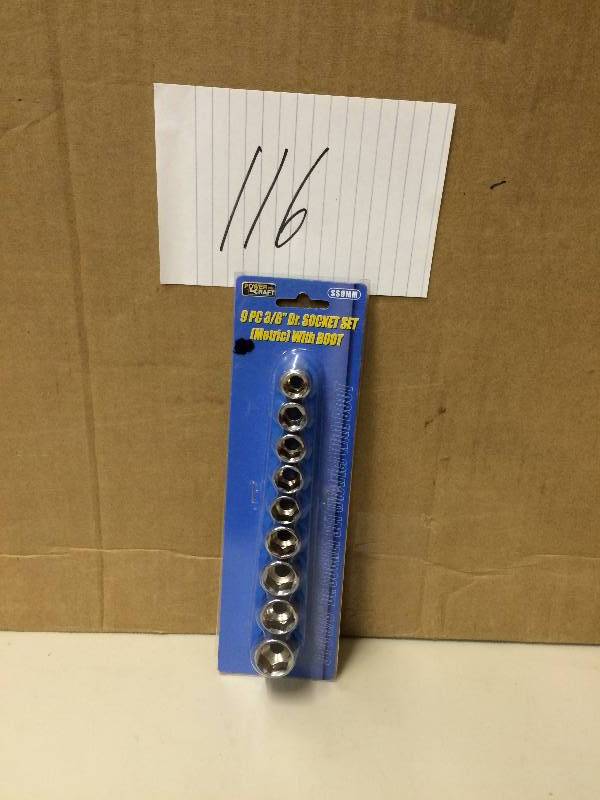 116
POWER CRAFT
SS9MM
9 PC 3/8" Dr. SOCKET SET
(Metric) With BOOT